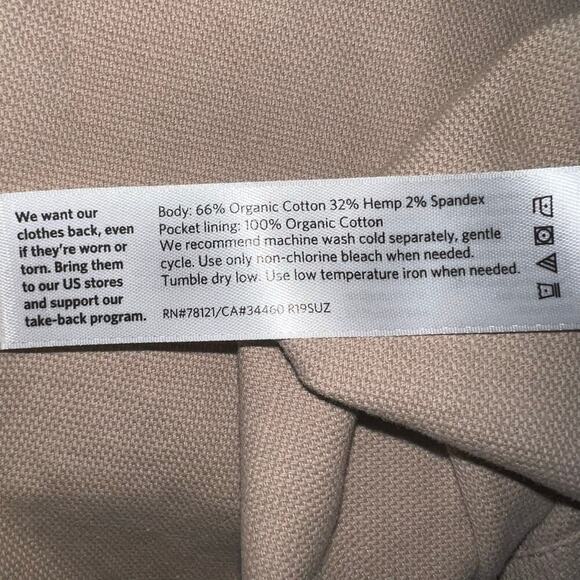 We want our
clothes back, even
if they're worn or
torn. Bring them
to our US stores
and support our
take-back program.
Body: 66% Organic Cotton 32% Hemp 2% Spandex
Pocket lining: 100% Organic Cotton
We recommend machine wash cold separately, gentle
cycle. Use only non-chlorine bleach when needed.
Tumble dry low. Use low temperature iron when needed.
RN#78121/CA#34460 R19SUZ